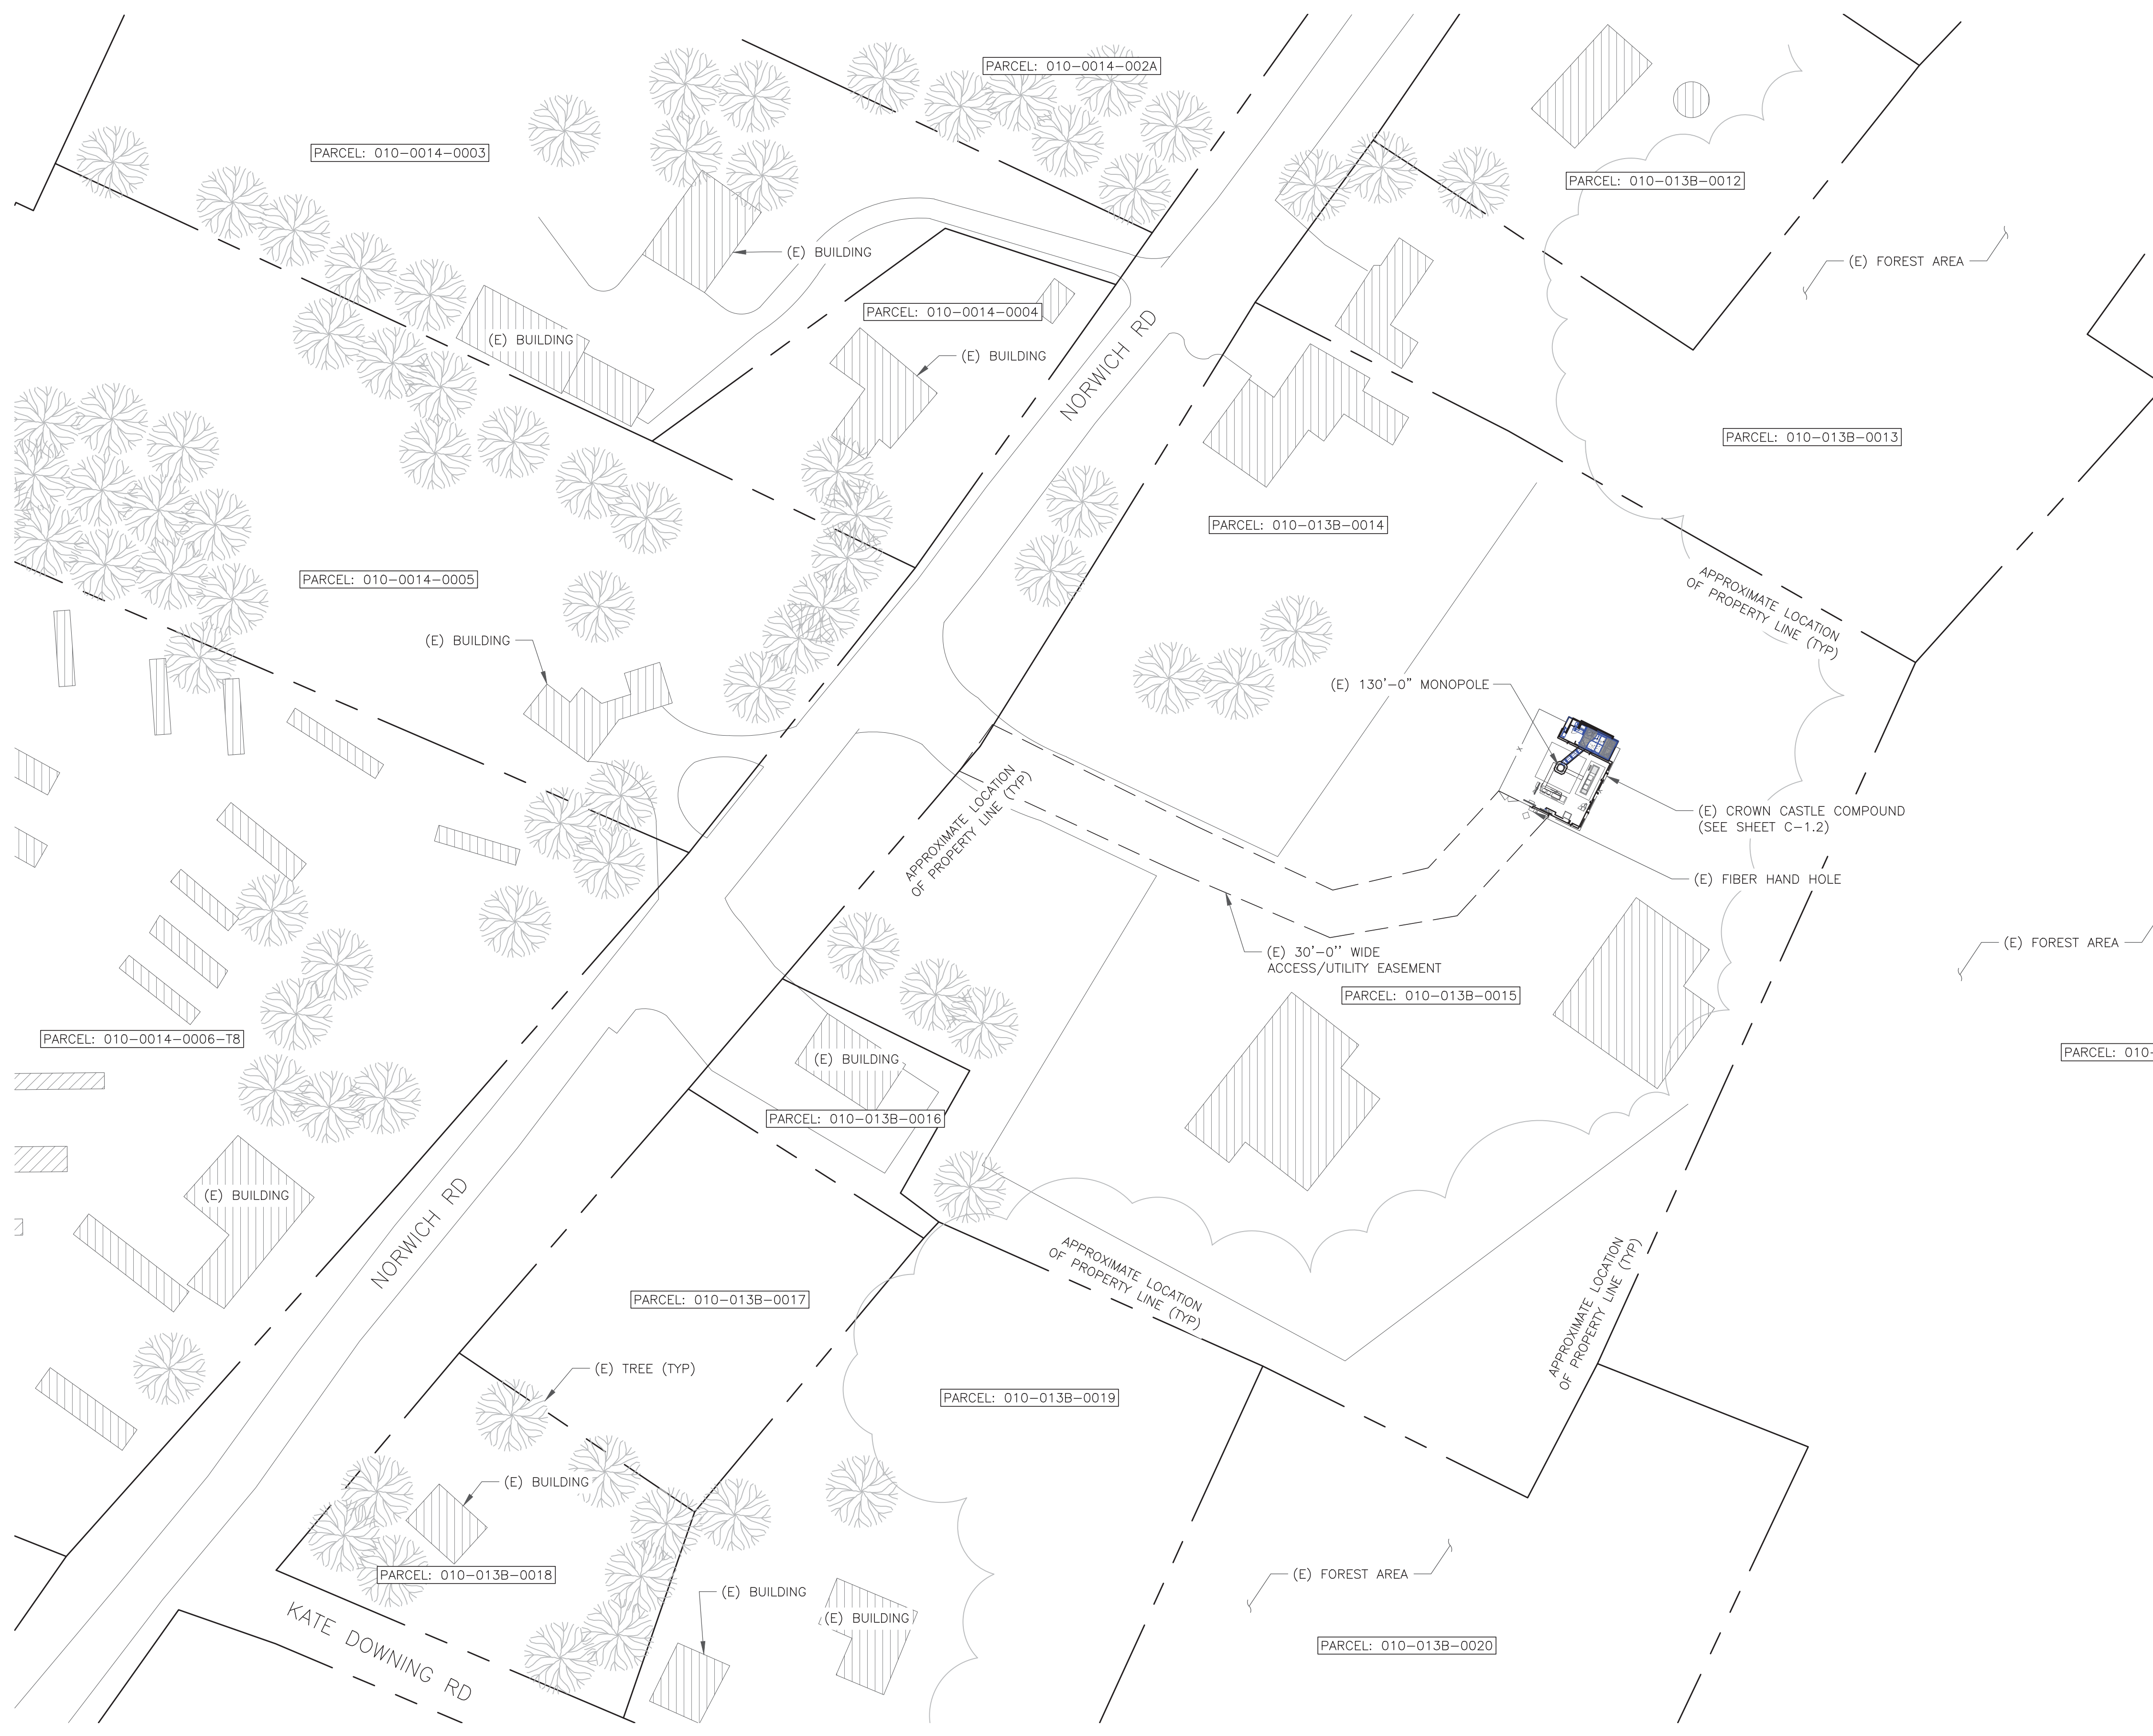 PARCEL: 010-0014-002A
PARCEL: 010-0014-0003
PARCEL: 010-013B-0012
(E) BUILDING
(E) FOREST AREA
PARCEL: 010-0014-0004
(E) BUILDING
(E) BUILDING
NORWICH RD
PARCEL: 010-013B-0013
PARCEL: 010-013B-0014
PARCEL: 010-0014-0005
APPROXIMATE LOCATION
OF PROPERTY LINE (TYP)
(E) BUILDING
(E) 130'-0" MONOPOLE
X
APPROXIMATE LOCATION
OF PROPERTY LINE (TYP)
(E) CROWN CASTLE COMPOUND
(SEE SHEET C-1.2)
(E) FIBER HAND HOLE
(E) FOREST AREA
(E) 30'-0'' WIDE
ACCESS/UTILITY EASEMENT
PARCEL: 010-013B-0015
PARCEL: 010-0014-0006-T8
(E) BUILDING
PARCEL: 010-
PARCEL: 010-013B-0016
(E) BUILDING
NORWICH RD
APPROXIMATE LOCATION
OF PROPERTY LINE (TYP)
APPROXIMATE LOCATION
OF PROPERTY LINE (TYP)
PARCEL: 010-013B-0017
(E) TREE (TYP)
PARCEL: 010-013B-0019
(E) BUILDING
PARCEL: 010-013B-0018
(E) FOREST AREA
(E) BUILDING
(E) BUILDING
KATE DOWNING RD
PARCEL: 010-013B-0020